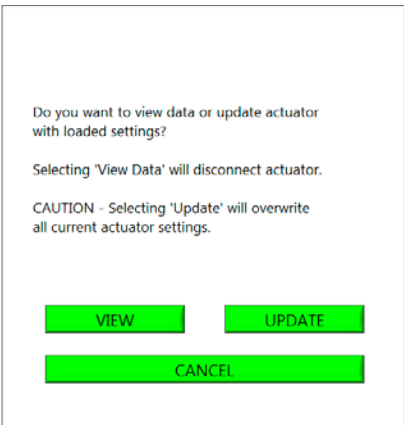 Do you want to view data or update actuator
with loaded settings?
Selecting 'View Data' will disconnect actuator.
CAUTION - Selecting 'Update' will overwrite
all current actuator settings.
VIEW UPDATE
CANCEL